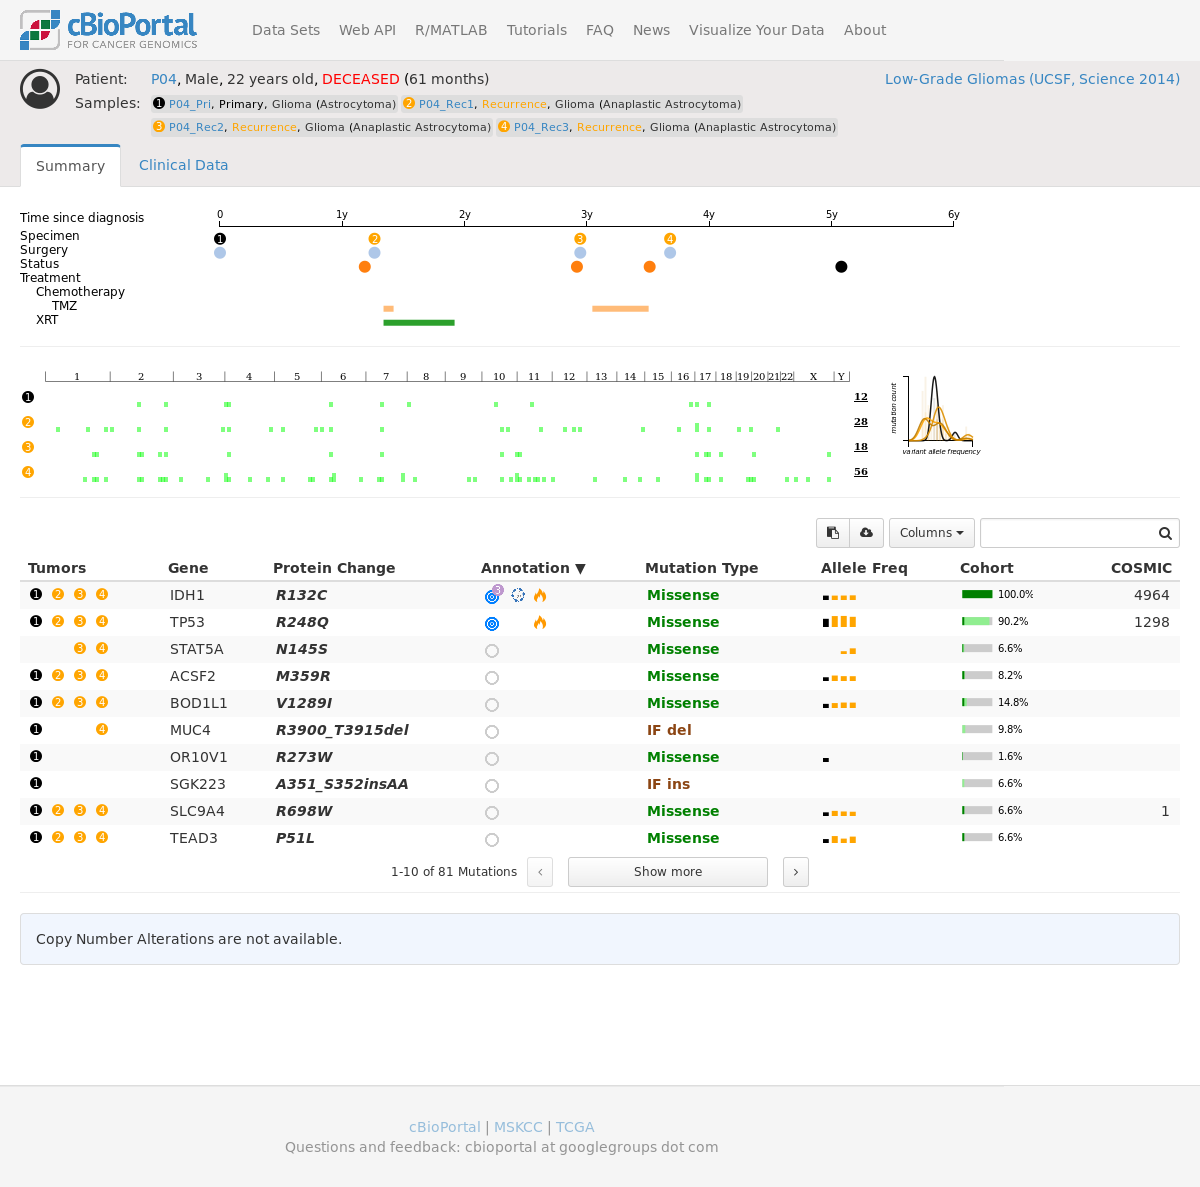 cBioPortal
FOR CANCER GENOMICS
Data Sets Web API R/MATLAB Tutorials FAQ News Visualize Your Data About
Patient: P04, Male, 22 years old, DECEASED (61 months) Low-Grade Gliomas (UCSF, Science 2014)
Samples: 1 P04_Pri, Primary, Glioma (Astrocytoma) 2 P04_Rec1, Recurrence, Glioma (Anaplastic Astrocytoma)
3 P04_Rec2, Recurrence, Glioma (Anaplastic Astrocytoma) 4 P04_Rec3, Recurrence, Glioma (Anaplastic Astrocytoma)
Summary Clinical Data
Time since diagnosis 0 1y 2y 3y 4y 5y 6y
Specimen 1 2 3 4
Surgery
Status
Treatment
Chemotherapy
TMZ
XRT
1 2 3 4 5 6 7 8 9 10 11 12 13 14 15 16 17 18 19 20 21 22 X Y
1 12
2 28
3 18
4 56
mutation count
variant allele frequency
Columns
Tumors Gene Protein Change Annotation ▼ Mutation Type Allele Freq Cohort COSMIC
1 2 3 4 IDH1 R132C 3 Missense 100.0% 4964
1 2 3 4 TP53 R248Q Missense 90.2% 1298
3 4 STAT5A N145S Missense 6.6%
1 2 3 4 ACSF2 M359R Missense 8.2%
1 2 3 4 BOD1L1 V1289I Missense 14.8%
1 4 MUC4 R3900_T3915del IF del 9.8%
1 OR10V1 R273W Missense 1.6%
1 SGK223 A351_S352insAA IF ins 6.6%
1 2 3 4 SLC9A4 R698W Missense 6.6% 1
1 2 3 4 TEAD3 P51L Missense 6.6%
1-10 of 81 Mutations ‹ Show more ›
Copy Number Alterations are not available.
cBioPortal | MSKCC | TCGA
Questions and feedback: cbioportal at googlegroups dot com